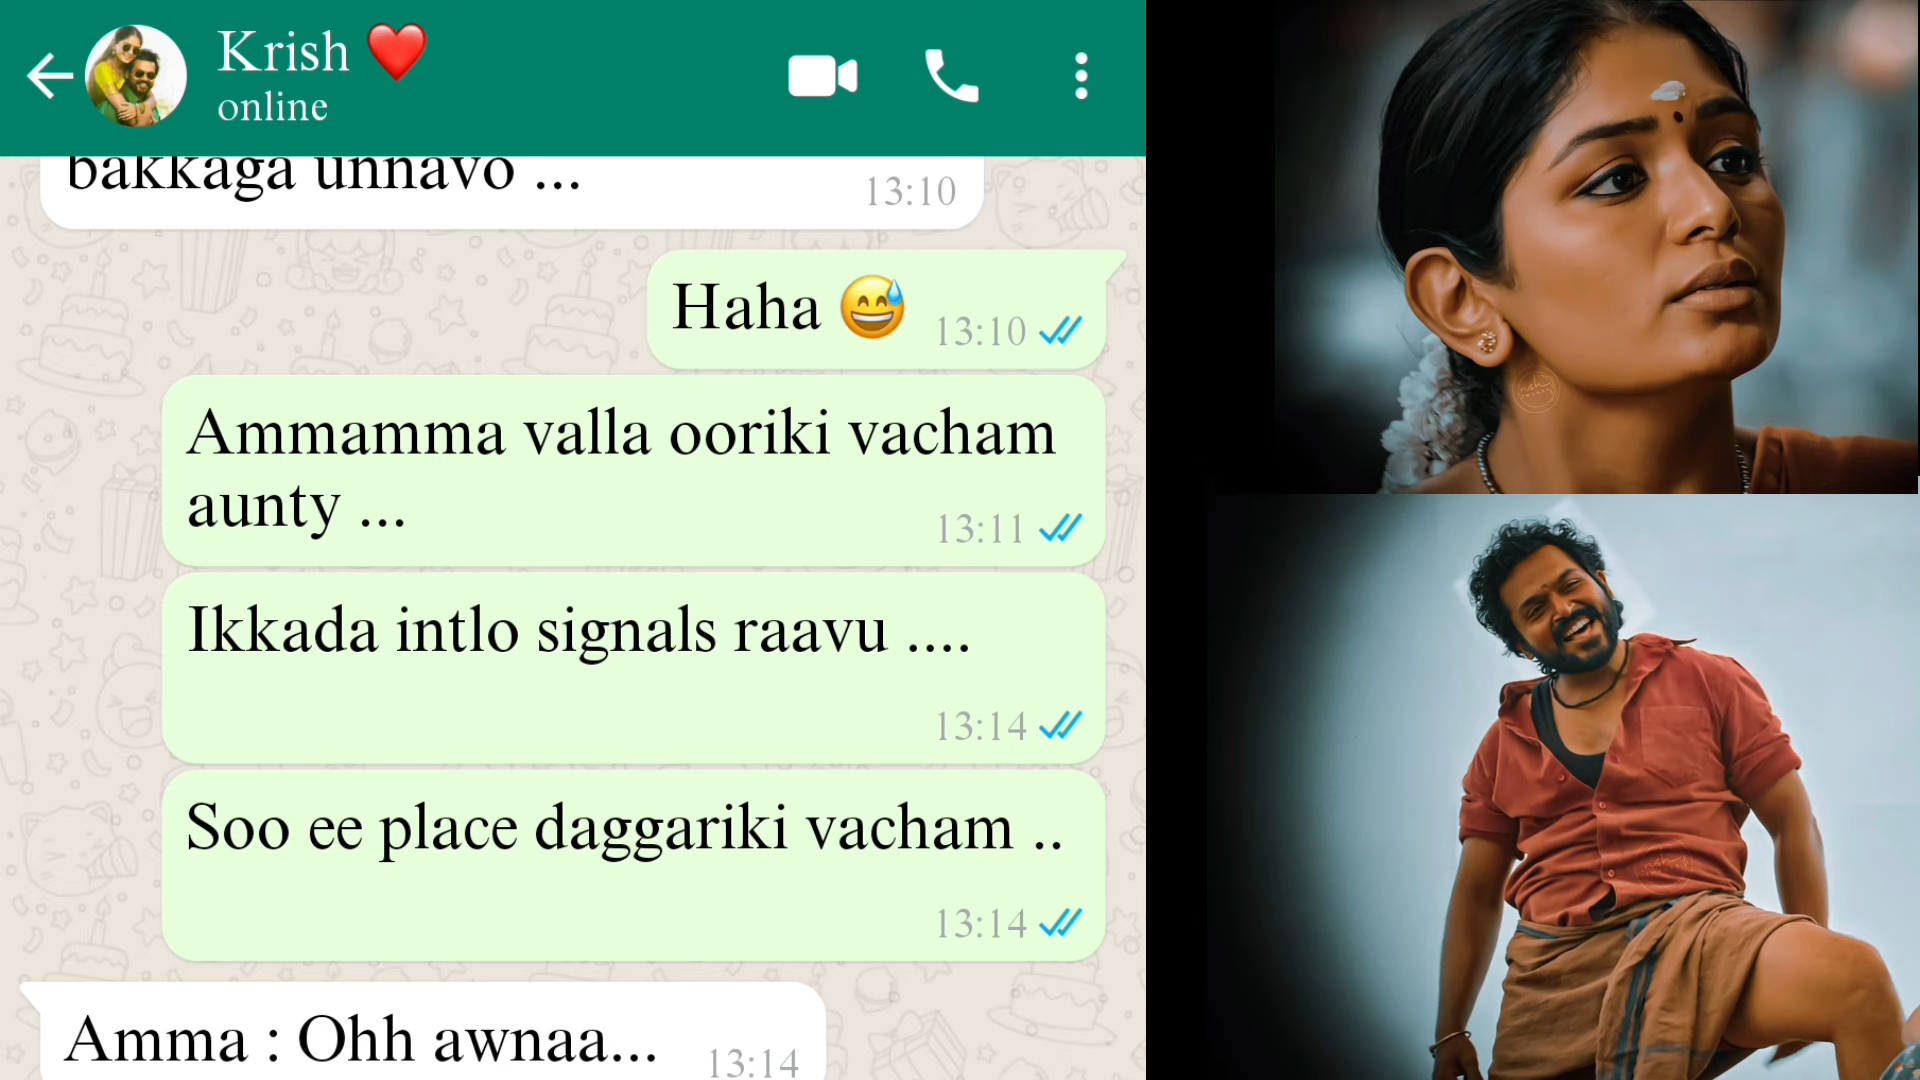 Krish ❤️
online
bakkaga unnavo ...
13:10
Haha 😅
13:10
Ammamma valla ooriki vacham
aunty ...
13:11
Ikkada intlo signals raavu ....
13:14
Soo ee place daggariki vacham ..
13:14
Amma : Ohh awnaa...
13:14